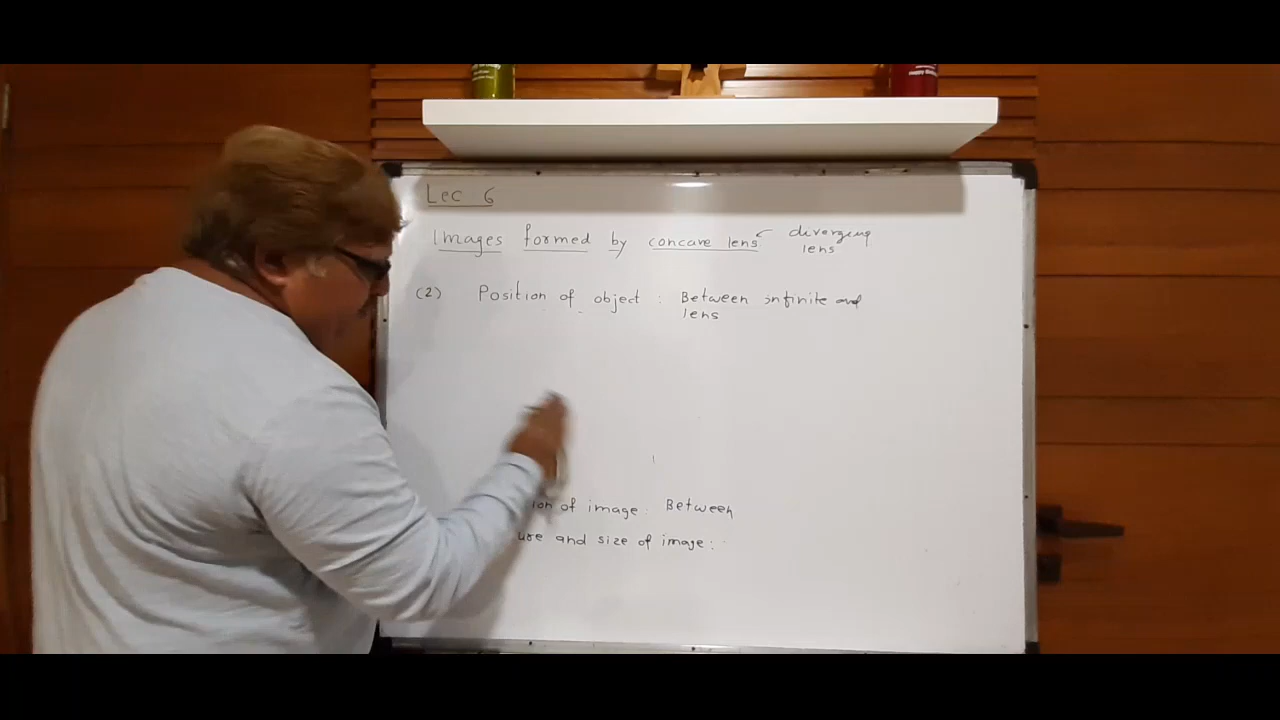 Lec 6
Images formed by concave lens diverging
lens
(2) Position of object : Between infinite and
lens
of image : Between
and size of image :